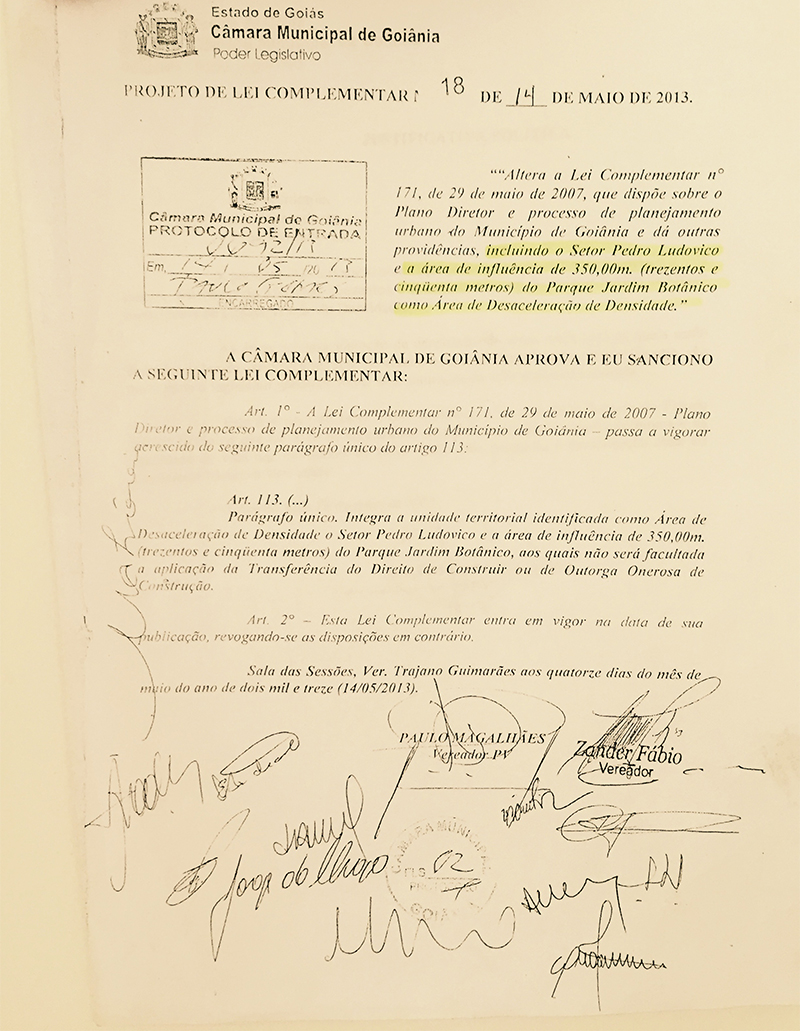 Estado de Goiás
Câmara Municipal de Goiânia
Poder Legislativo
PROJETO DE LEI COMPLEMENTAR N 18 DE 14 DE MAIO DE 2013.
""Altera a Lei Complementar nº
171, de 29 de maio de 2007, que dispõe sobre o
Plano Diretor e processo de planejamento
urbano do Município de Goiânia e dá outras
providências, incluindo o Setor Pedro Ludovico
e a área de influência de 350,00m. (trezentos e
cinqüenta metros) do Parque Jardim Botânico
como Área de Desaceleração de Densidade."
Câmara Municipal de Goiânia
PROTOCOLO DE ENTRADA
Em,
ENCARREGADO
A CÂMARA MUNICIPAL DE GOIÂNIA APROVA E EU SANCIONO
A SEGUINTE LEI COMPLEMENTAR:
Art. 1º - A Lei Complementar nº 171, de 29 de maio de 2007 - Plano
Diretor e processo de planejamento urbano do Município de Goiânia – passa a vigorar
acrescido do seguinte parágrafo único do artigo 113:
Art. 113. (...)
Parágrafo único. Integra a unidade territorial identificada como Área de
Desaceleração de Densidade o Setor Pedro Ludovico e a área de influência de 350,00m.
(trezentos e cinqüenta metros) do Parque Jardim Botânico, aos quais não será facultada
a aplicação da Transferência do Direito de Construir ou de Outorga Onerosa de
Construção.
Art. 2º – Esta Lei Complementar entra em vigor na data de sua
publicação, revogando-se as disposições em contrário.
Sala das Sessões, Ver. Trajano Guimarães aos quatorze dias do mês de
maio do ano de dois mil e treze (14/05/2013).
PAULO MAGALHÃES
Vereador PV
Zander Fábio
Vereador
CÂMARA MUNICIP
02